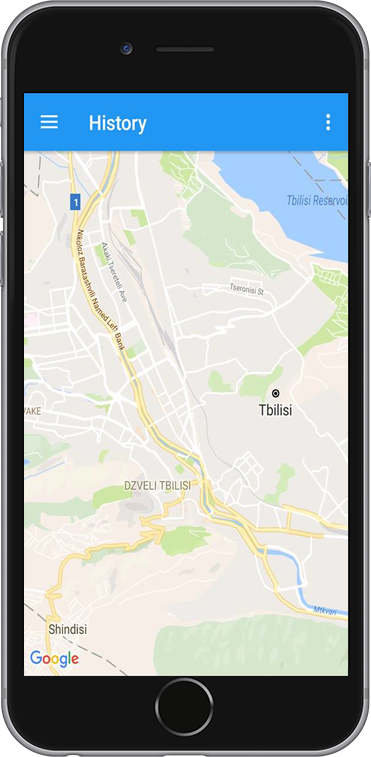 History
Tbilisi Reservoi
1
Nikoloz Baratashvili Named Left Bank
Akaki Tsereteli Ave
Tseronisi St
Tbilisi
VAKE
DZVELI TBILISI
Mtkvari
Shindisi
Google